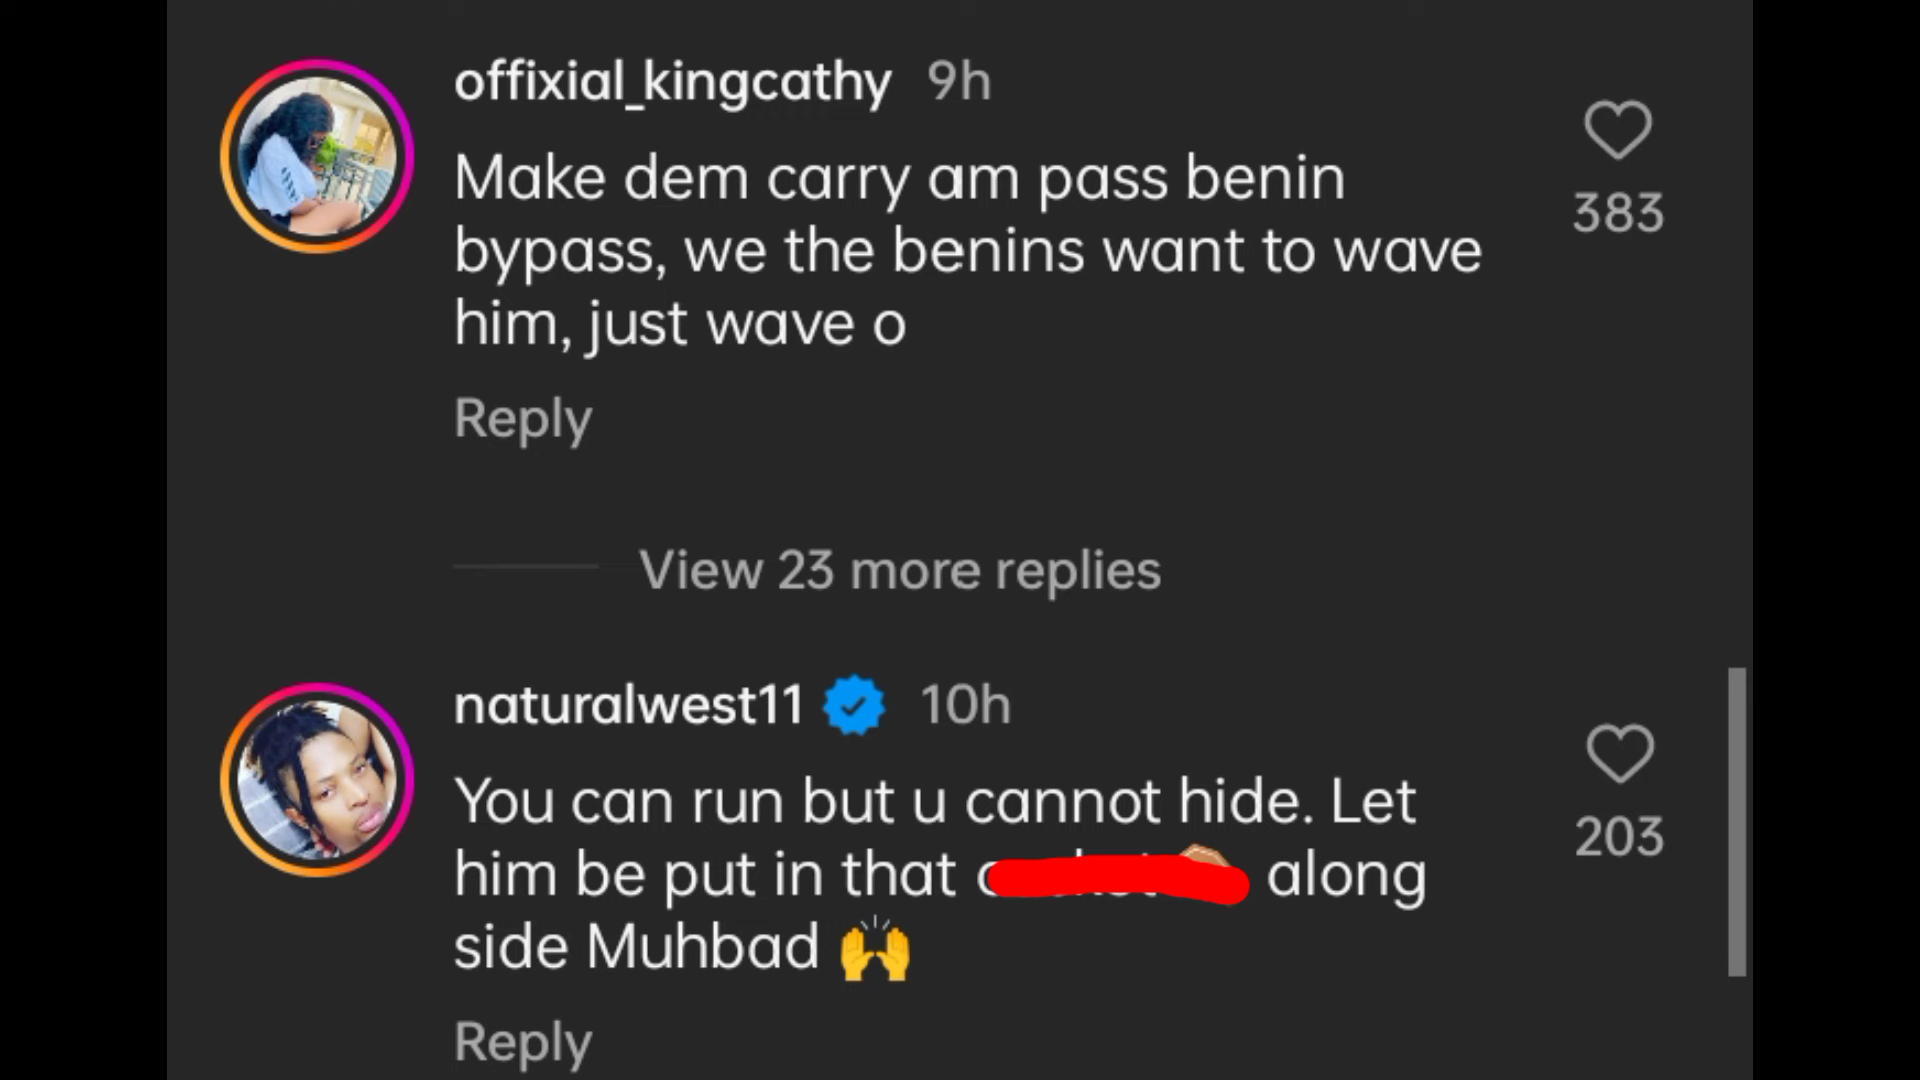 offixial_kingcathy 9h
Make dem carry am pass benin
bypass, we the benins want to wave
him, just wave o
383
Reply
View 23 more replies
naturalwest11 10h
You can run but u cannot hide. Let
him be put in that along
side Muhbad 🙌
203
Reply